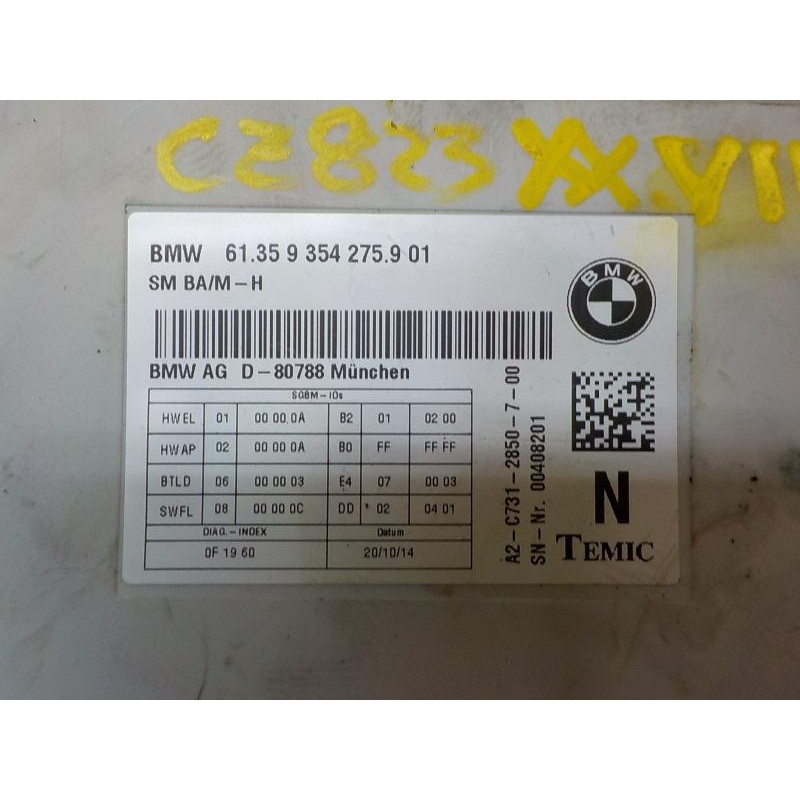 CZ823XX VII
BMW 61.35 9 354 275.9 01
SM BA/M-H
BMW
BMW AG D-80788 München
SGBM-IDs
HWEL 01 00 00 0A B2 01 02 00
HWAP 02 00 00 0A B0 FF FF FF
BTLD 06 00 00 03 E4 07 00 03
SWFL 08 00 00 0C DD 02 04 01
DIAG.-INDEX Datum
0F 19 60 20/10/14
A2-C731-2850-7-00
SN-Nr. 00408201
N
TEMIC